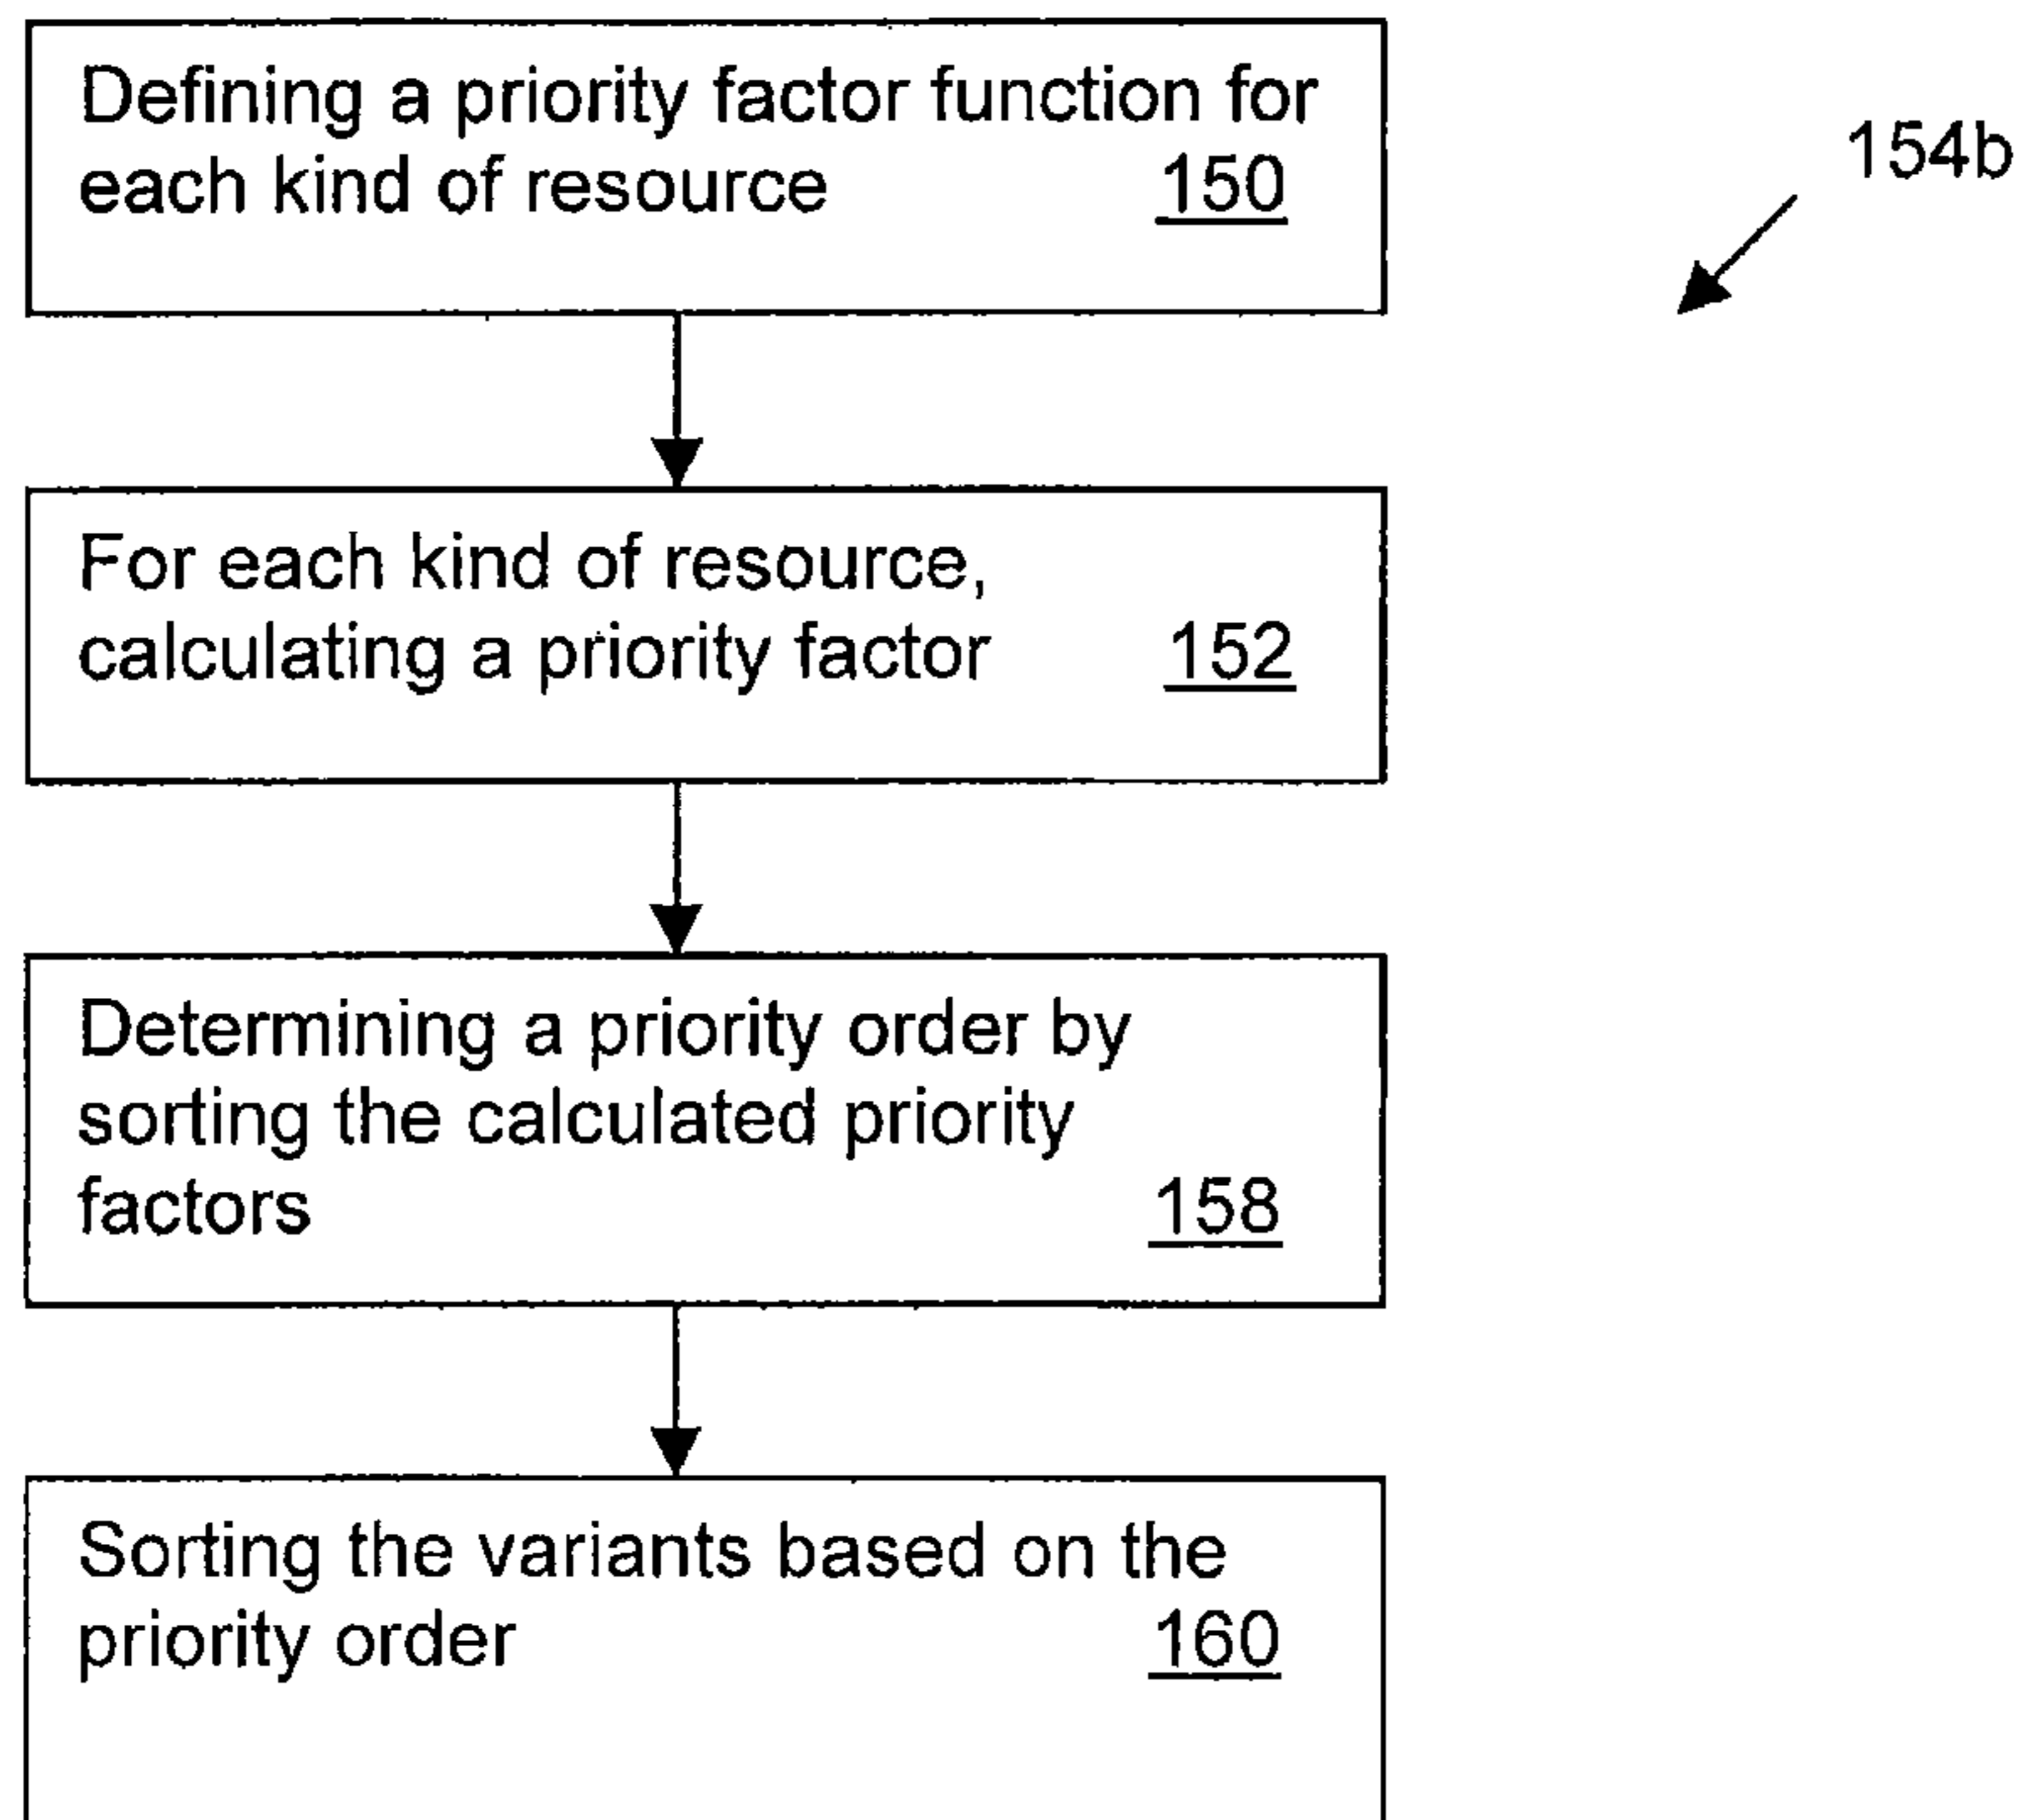 Defining a priority factor function for
each kind of resource 150
154b
For each kind of resource,
calculating a priority factor 152
Determining a priority order by
sorting the calculated priority
factors 158
Sorting the variants based on the
priority order 160